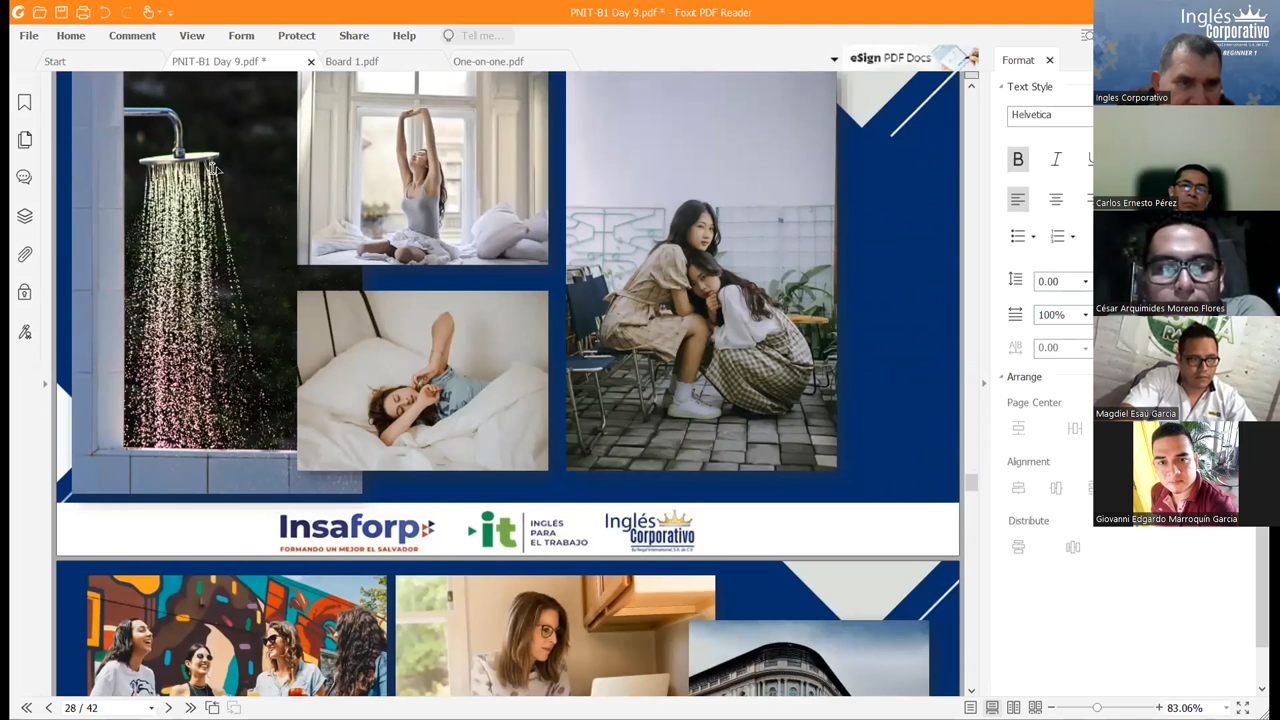 PNIT-B1 Day 9.pdf * - Foxit PDF Reader
File Home Comment View Form Protect Share Help Tell me...
Start PNIT-B1 Day 9.pdf * Board 1.pdf One-on-one.pdf
eSign PDF Docs
Format
Text Style
Helvetica
B I U
0.00
100%
0.00
Arrange
Page Center
Alignment
Distribute
Inglés
Corporativo
BEGINNER 1
Ingles Corporativo
Carlos Ernesto Pérez
César Arquimides Moreno Flores
Magdiel Esau Garcia
Giovanni Edgardo Marroquín Garcia
Insaforp
FORMANDO UN MEJOR EL SALVADOR
it
INGLÉS
PARA
EL TRABAJO
Inglés
Corporativo
28 / 42
83.06%